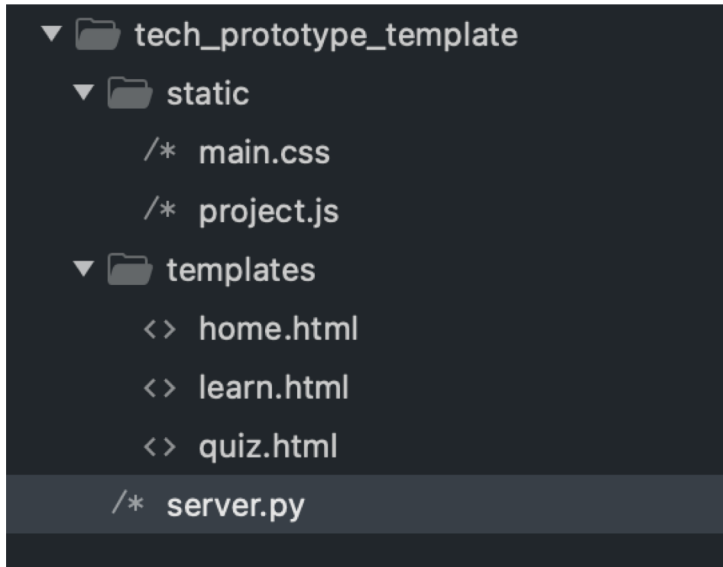 tech_prototype_template
static
/* main.css
/* project.js
templates
<> home.html
<> learn.html
<> quiz.html
/* server.py